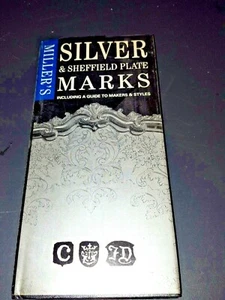 MILLER'S
SILVER
& SHEFFIELD PLATE
MARKS
INCLUDING A GUIDE TO MAKERS & STYLES
C